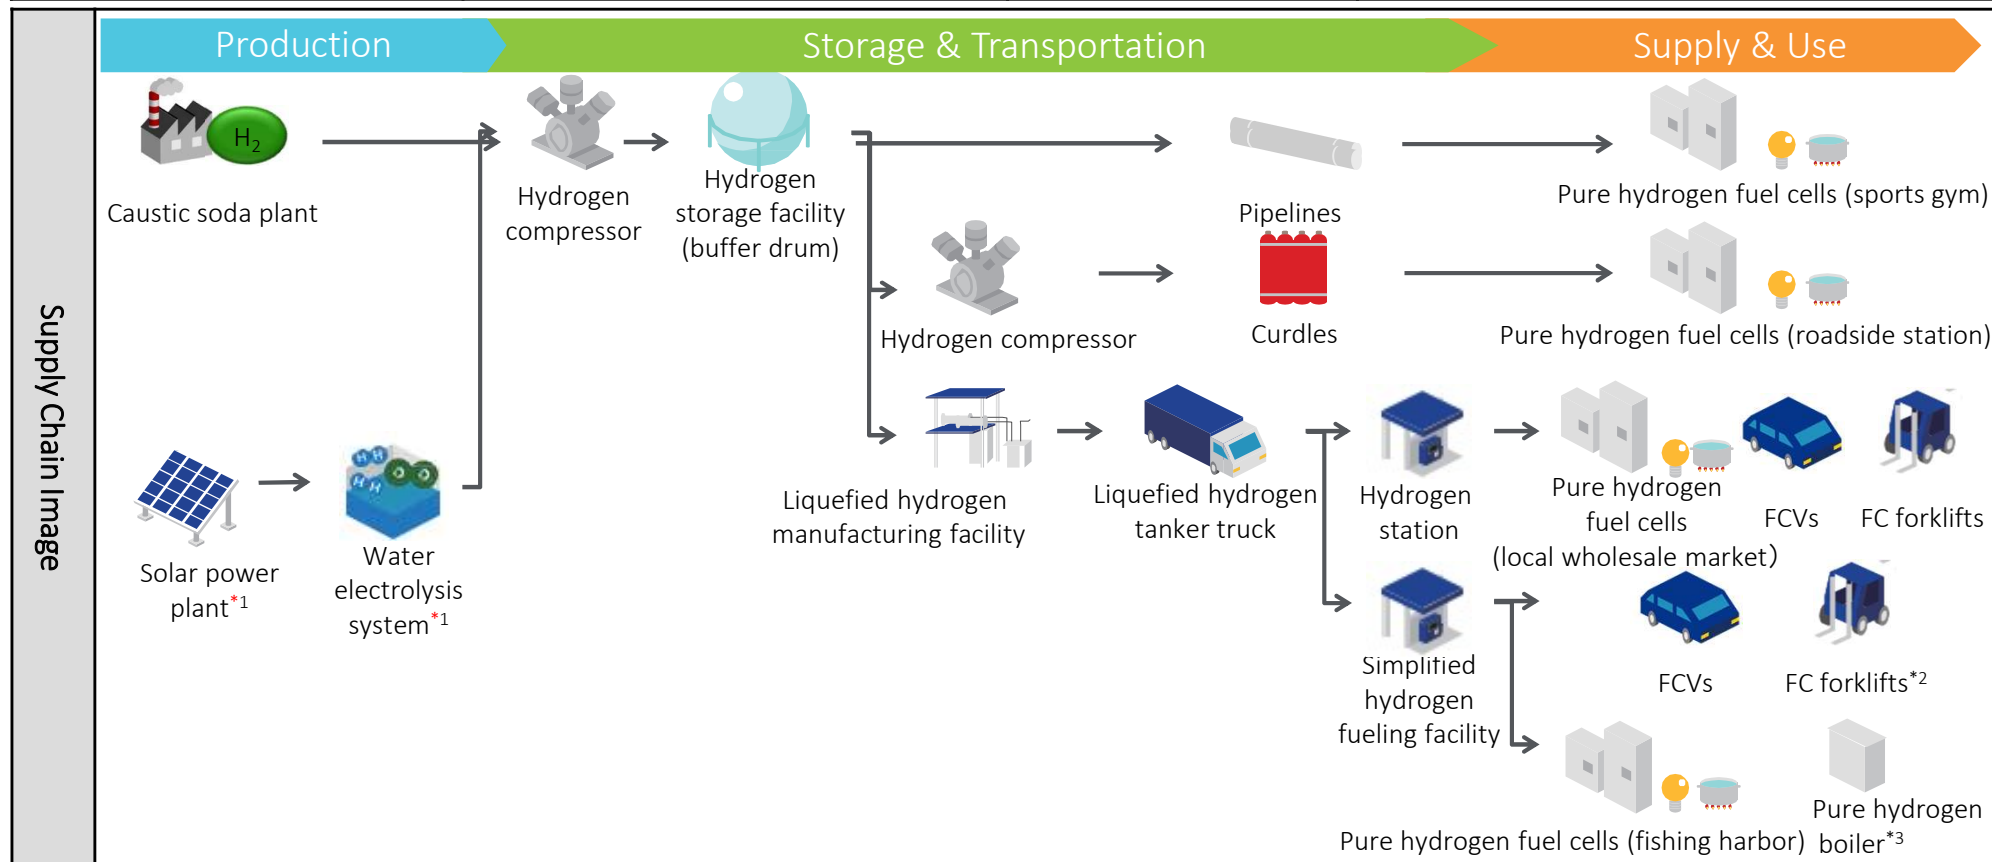 Production
Storage & Transportation
Supply & Use
Supply Chain Image
H2
Caustic soda plant
Hydrogen
compressor
Hydrogen
storage facility
(buffer drum)
Pipelines
Pure hydrogen fuel cells (sports gym)
Hydrogen compressor
Curdles
Pure hydrogen fuel cells (roadside station)
Solar power
plant*1
H H
H H
O O
Water
electrolysis
system*1
Liquefied hydrogen
manufacturing facility
Liquefied hydrogen
tanker truck
Hydrogen
station
Pure hydrogen
fuel cells
(local wholesale market)
FCVs
FC forklifts
Simplified
hydrogen
fueling facility
FCVs
FC forklifts*2
Pure hydrogen fuel cells (fishing harbor)
Pure hydrogen
boiler*3